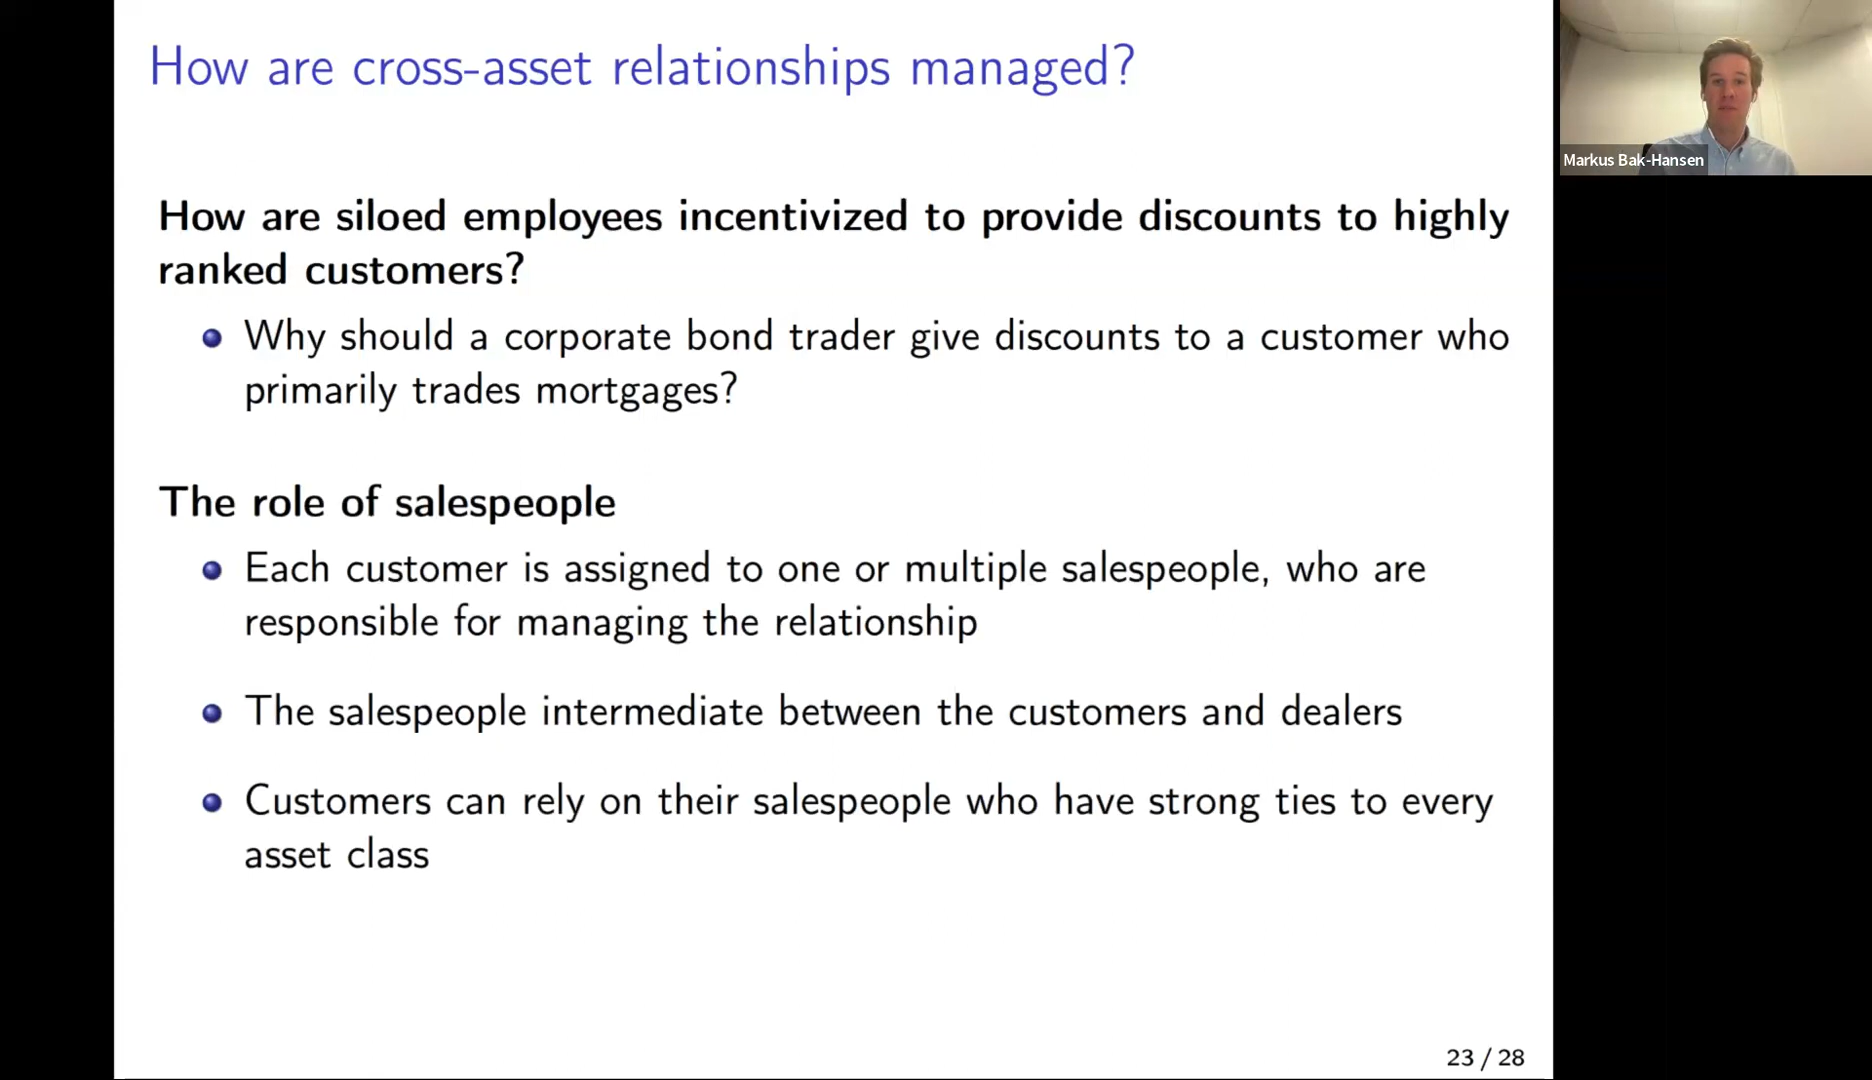 How are cross-asset relationships managed?
Markus Bak-Hansen
How are siloed employees incentivized to provide discounts to highly
ranked customers?
Why should a corporate bond trader give discounts to a customer who
primarily trades mortgages?
The role of salespeople
Each customer is assigned to one or multiple salespeople, who are
responsible for managing the relationship
The salespeople intermediate between the customers and dealers
Customers can rely on their salespeople who have strong ties to every
asset class
23 / 28